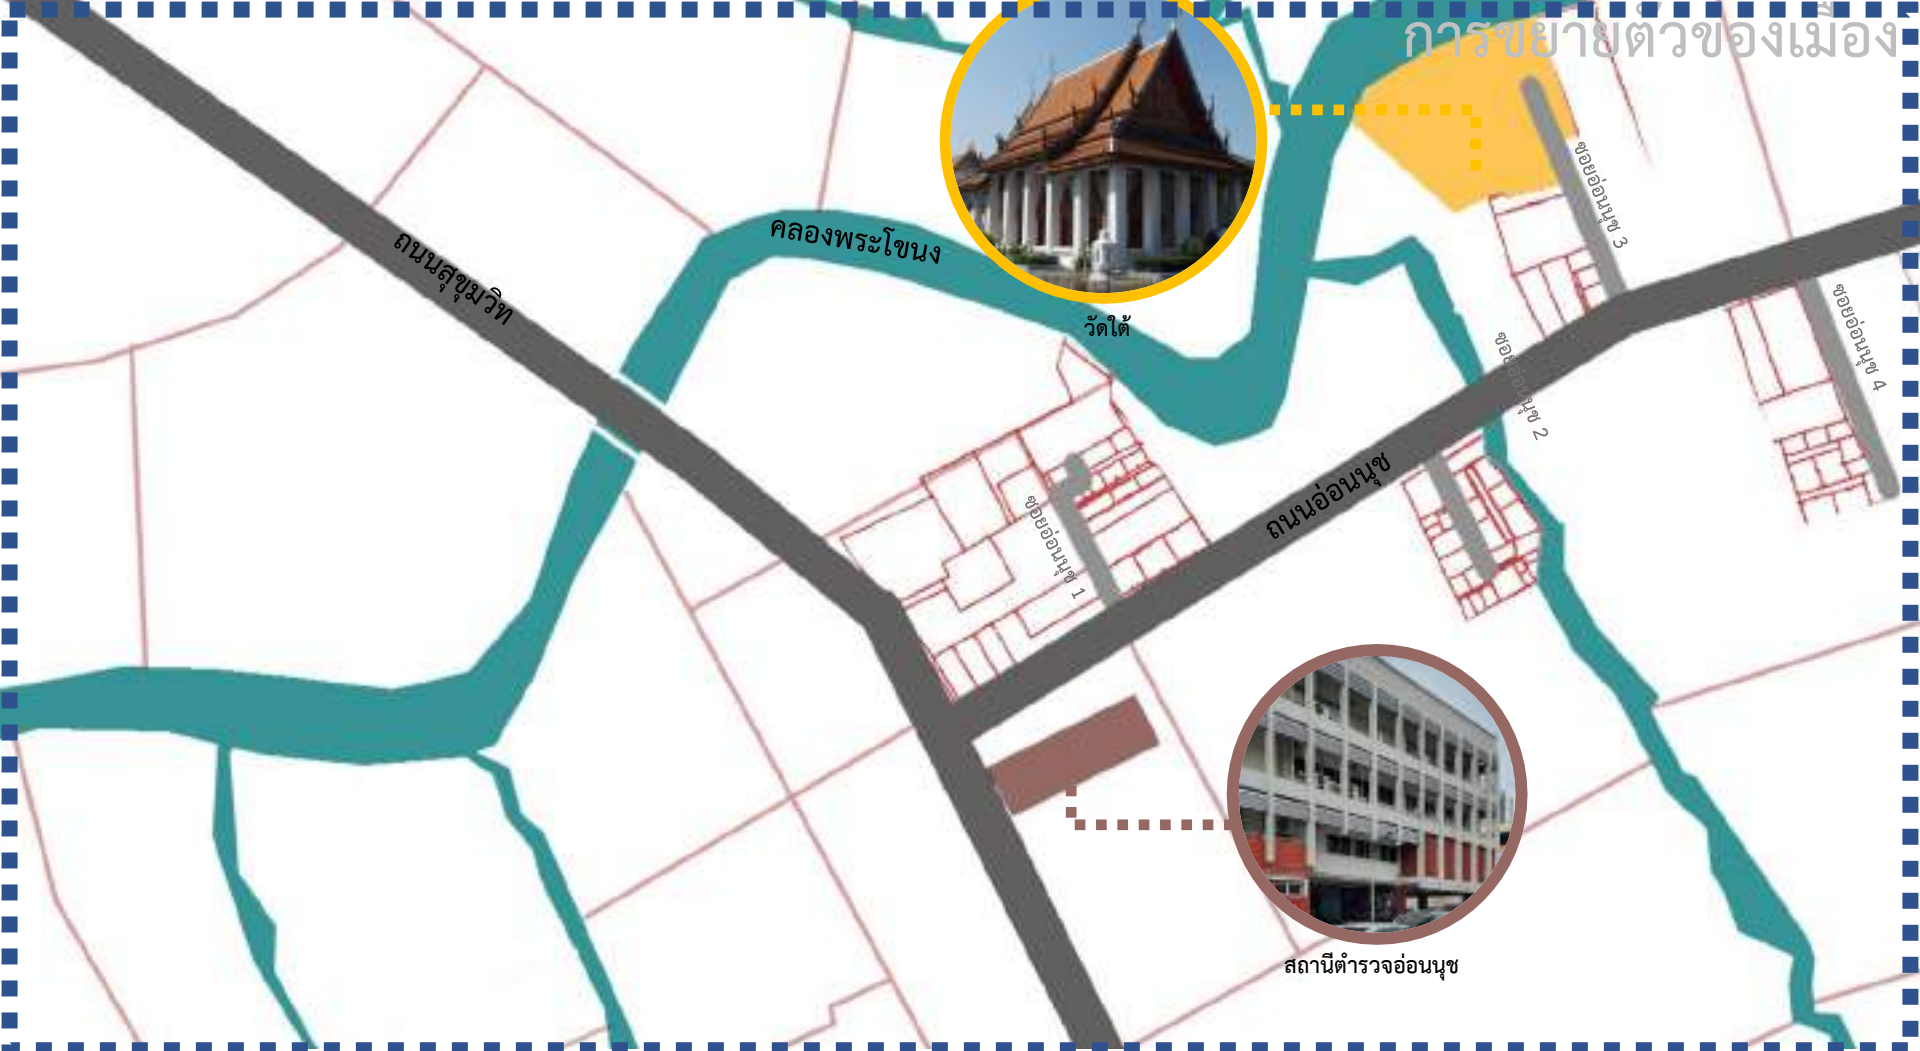 การขยายตัวของเมือง
ถนนสุขุมวิท
คลองพระโขนง
วัดใต้
ซอยอ่อนนุช 3
ซอยอ่อนนุช 4
ซอยอ่อนนุช 2
ถนนอ่อนนุช
ซอยอ่อนนุช 1
สถานีตำรวจอ่อนนุช